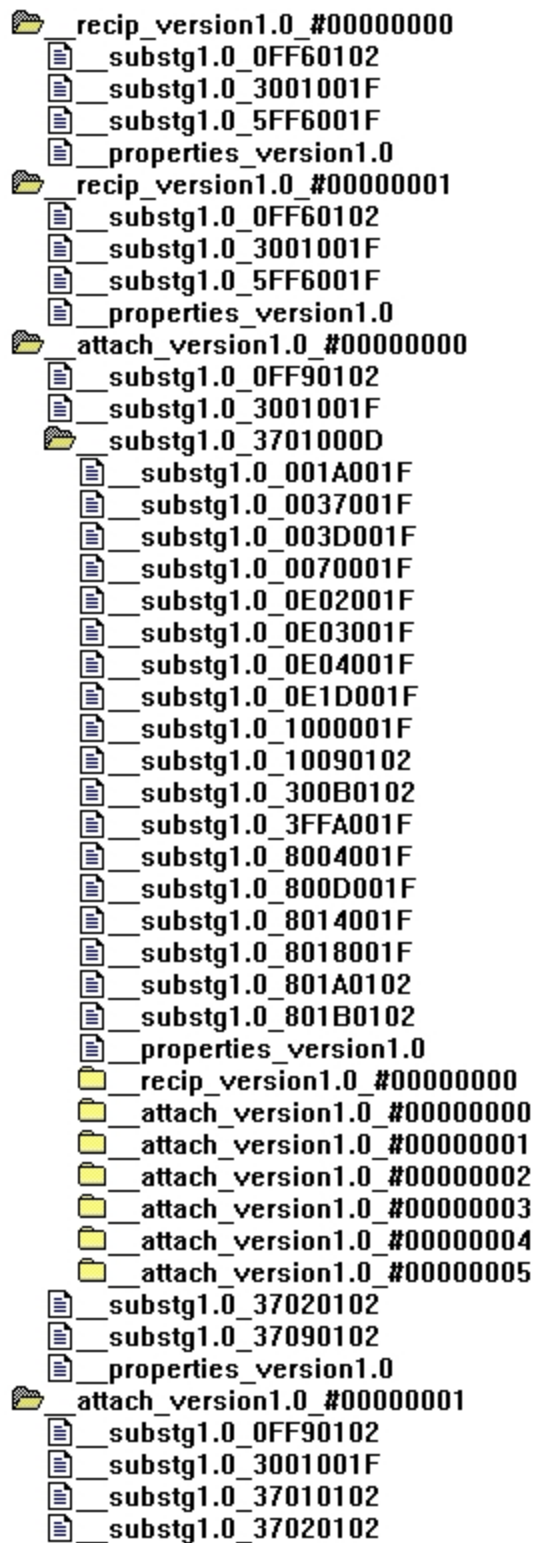 __recip_version1.0_#00000000
__substg1.0_0FF60102
__substg1.0_3001001F
__substg1.0_5FF6001F
__properties_version1.0
__recip_version1.0_#00000001
__substg1.0_0FF60102
__substg1.0_3001001F
__substg1.0_5FF6001F
__properties_version1.0
__attach_version1.0_#00000000
__substg1.0_0FF90102
__substg1.0_3001001F
__substg1.0_3701000D
__substg1.0_001A001F
__substg1.0_0037001F
__substg1.0_003D001F
__substg1.0_0070001F
__substg1.0_0E02001F
__substg1.0_0E03001F
__substg1.0_0E04001F
__substg1.0_0E1D001F
__substg1.0_1000001F
__substg1.0_10090102
__substg1.0_300B0102
__substg1.0_3FFA001F
__substg1.0_8004001F
__substg1.0_800D001F
__substg1.0_8014001F
__substg1.0_8018001F
__substg1.0_801A0102
__substg1.0_801B0102
__properties_version1.0
__recip_version1.0_#00000000
__attach_version1.0_#00000000
__attach_version1.0_#00000001
__attach_version1.0_#00000002
__attach_version1.0_#00000003
__attach_version1.0_#00000004
__attach_version1.0_#00000005
__substg1.0_37020102
__substg1.0_37090102
__properties_version1.0
__attach_version1.0_#00000001
__substg1.0_0FF90102
__substg1.0_3001001F
__substg1.0_37010102
__substg1.0_37020102